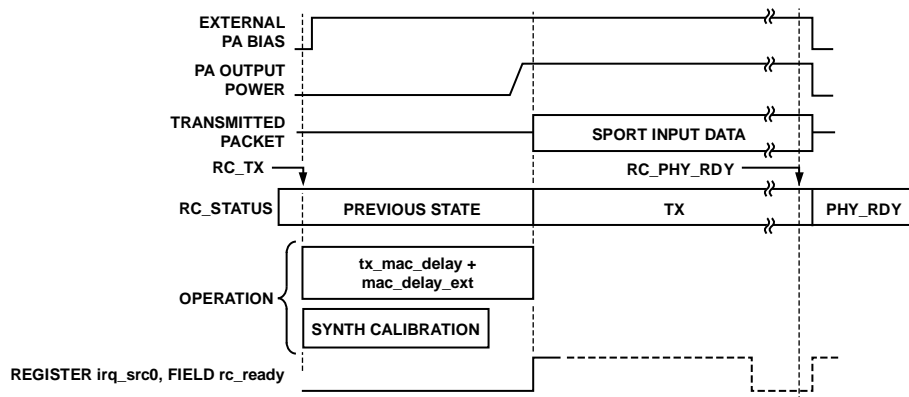 EXTERNAL
PA BIAS
PA OUTPUT
POWER
TRANSMITTED
PACKET
SPORT INPUT DATA
RC_TX
RC_PHY_RDY
RC_STATUS
PREVIOUS STATE
TX
PHY_RDY
OPERATION
tx_mac_delay +
mac_delay_ext
SYNTH CALIBRATION
REGISTER irq_src0, FIELD rc_ready